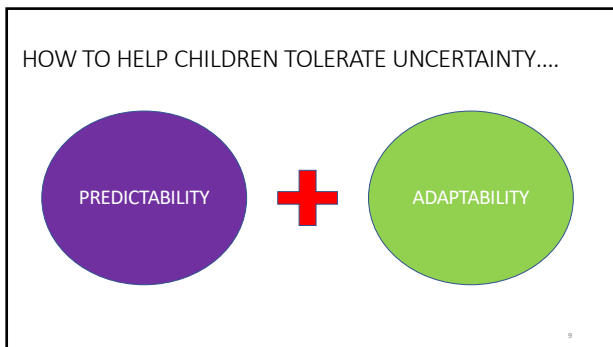 HOW TO HELP CHILDREN TOLERATE UNCERTAINTY....
PREDICTABILITY
ADAPTABILITY
9